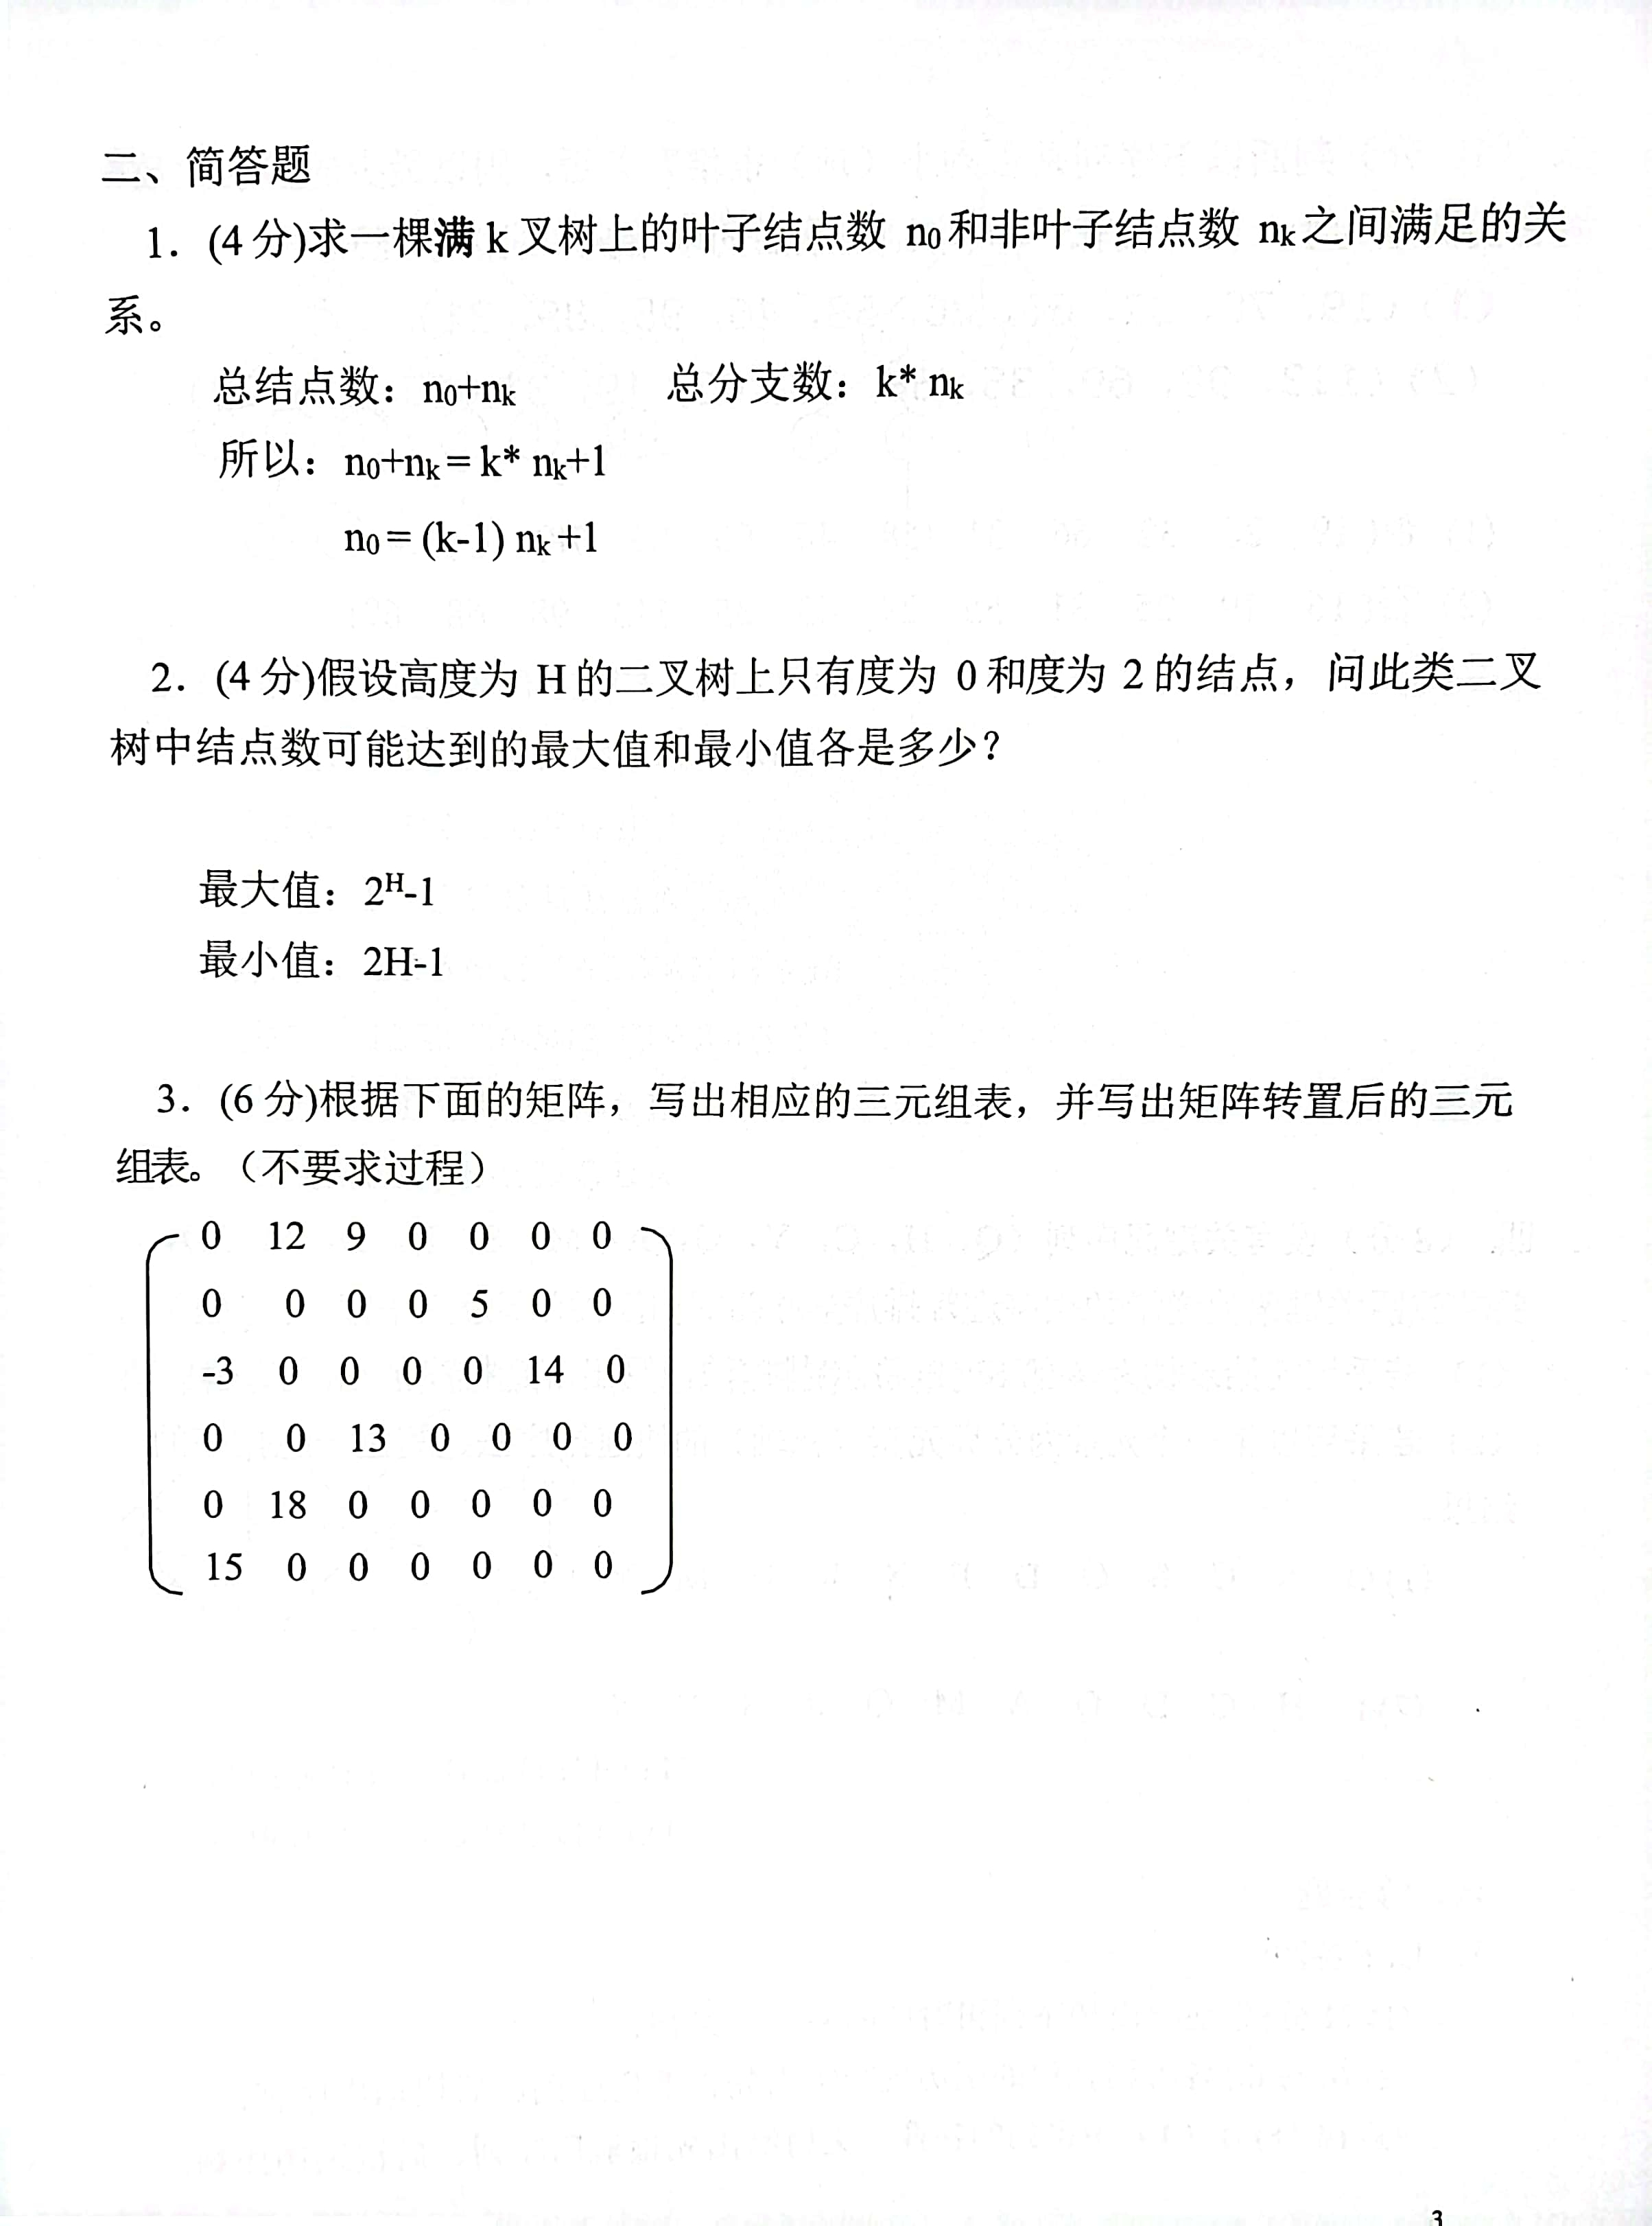 二、简答题
1．(4分)求一棵满k叉树上的叶子结点数 n₀和非叶子结点数 nₖ之间满足的关
系。
总结点数：n₀+nₖ 总分支数：k* nₖ
所以：n₀+nₖ = k* nₖ+1
n₀ = (k-1) nₖ +1
2．(4分)假设高度为 H的二叉树上只有度为 0和度为 2的结点，问此类二叉
树中结点数可能达到的最大值和最小值各是多少？
最大值：2ᴴ-1
最小值：2H-1
3．(6分)根据下面的矩阵，写出相应的三元组表，并写出矩阵转置后的三元
组表。（不要求过程）
0 12 9 0 0 0 0
0 0 0 0 5 0 0
-3 0 0 0 0 14 0
0 0 13 0 0 0 0
0 18 0 0 0 0 0
15 0 0 0 0 0 0
3